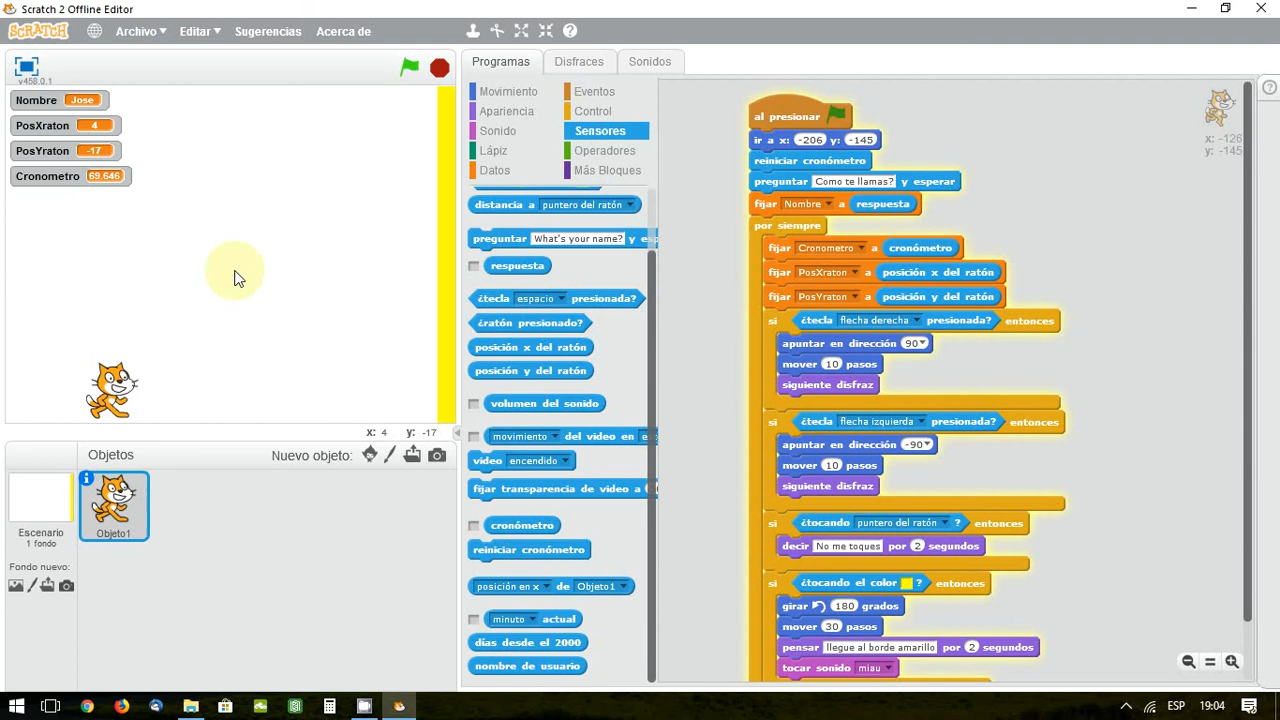 Scratch 2 Offline Editor
SCRATCH
Archivo
Editar
Sugerencias
Acerca de
v458.0.1
Nombre Jose
PosXraton 4
PosYraton -17
Cronometro 69.646
x: 4 y: -17
Objetos
Nuevo objeto:
Escenario
1 fondo
Fondo nuevo:
Objeto1
Programas
Disfraces
Sonidos
Movimiento
Eventos
Apariencia
Control
Sonido
Sensores
Lápiz
Operadores
Datos
Más Bloques
distancia a puntero del ratón
preguntar What's your name? y esp
respuesta
¿tecla espacio presionada?
¿ratón presionado?
posición x del ratón
posición y del ratón
volumen del sonido
movimiento del video en e
video encendido
fijar transparencia de video a
cronómetro
reiniciar cronómetro
posición en x de Objeto1
minuto actual
días desde el 2000
nombre de usuario
al presionar
ir a x: -206 y: -145
reiniciar cronómetro
preguntar Como te llamas? y esperar
fijar Nombre a respuesta
por siempre
fijar Cronometro a cronómetro
fijar PosXraton a posición x del ratón
fijar PosYraton a posición y del ratón
si ¿tecla flecha derecha presionada? entonces
apuntar en dirección 90
mover 10 pasos
siguiente disfraz
si ¿tecla flecha izquierda presionada? entonces
apuntar en dirección -90
mover 10 pasos
siguiente disfraz
si ¿tocando puntero del ratón ? entonces
decir No me toques por 2 segundos
si ¿tocando el color ? entonces
girar 180 grados
mover 30 pasos
pensar llegue al borde amarillo por 2 segundos
tocar sonido miau
x: -126
y: -145
ESP
19:04